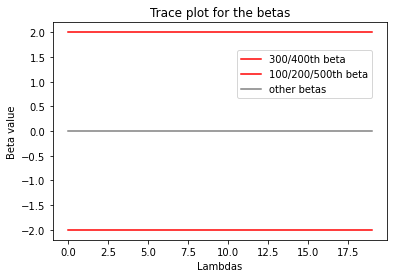 Trace plot for the betas
2.0
1.5
1.0
0.5
0.0
−0.5
−1.0
−1.5
−2.0
Beta value
300/400th beta
100/200/500th beta
other betas
0.0 2.5 5.0 7.5 10.0 12.5 15.0 17.5
Lambdas